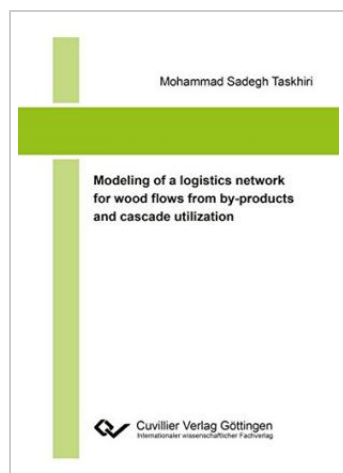 Mohammad Sadegh Taskhiri
Modeling of a logistics network
for wood flows from by-products
and cascade utilization
Cuvillier Verlag Göttingen
Internationaler wissenschaftlicher Fachverlag